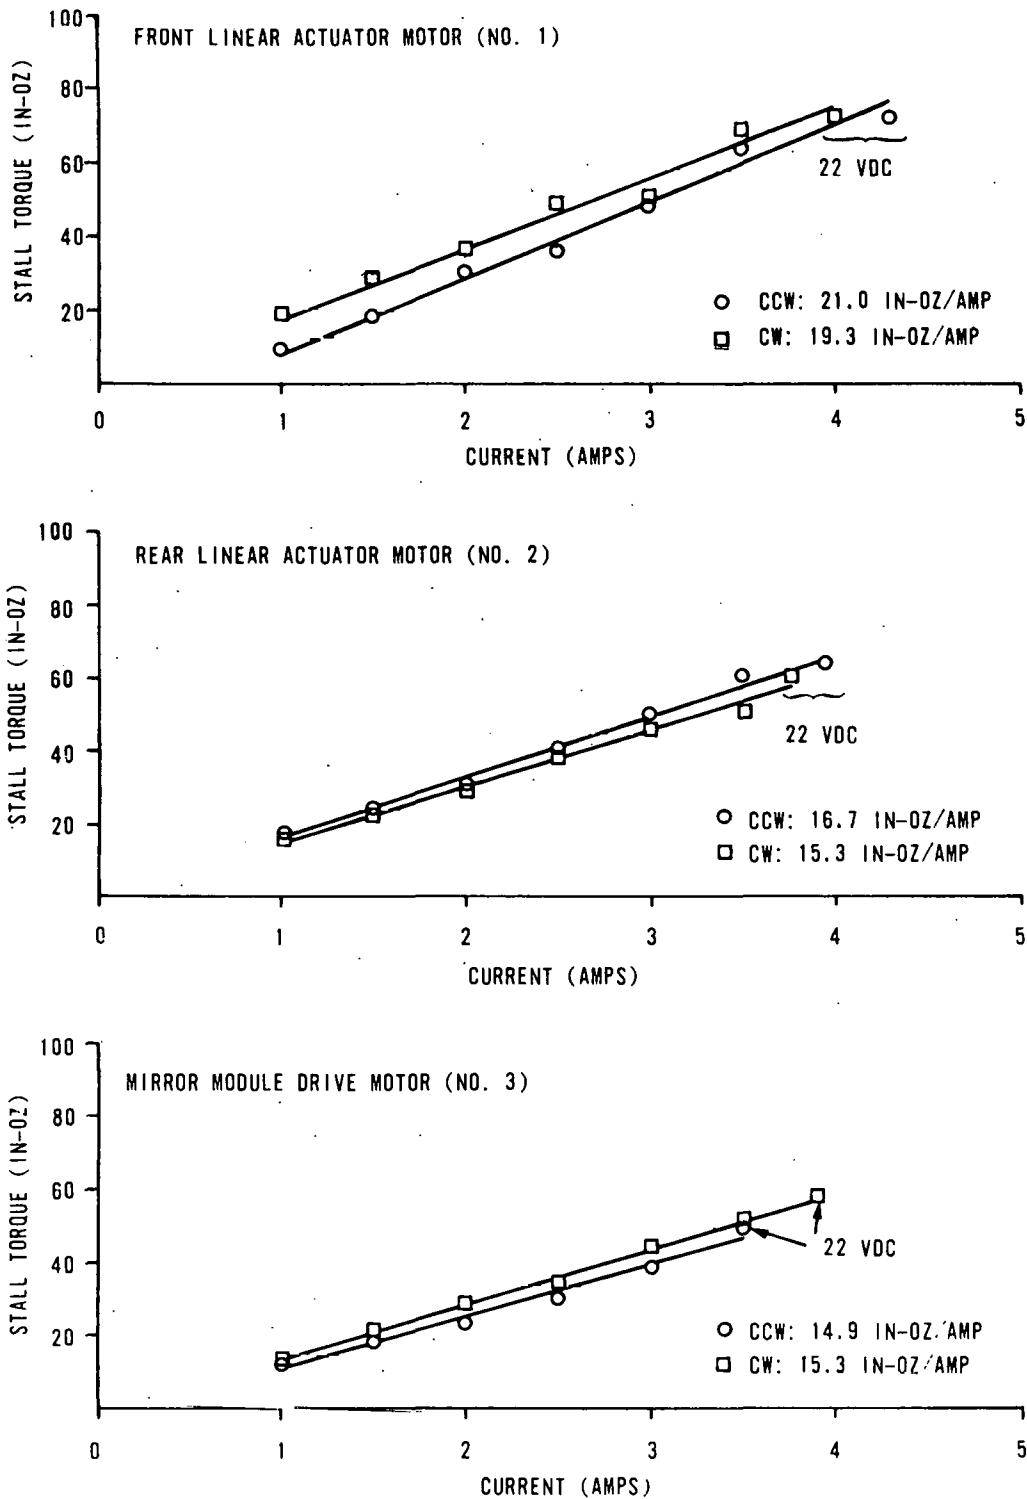 FRONT LINEAR ACTUATOR MOTOR (NO. 1)
STALL TORQUE (IN-OZ)
100
80
60
40
20
22 VDC
CCW: 21.0 IN-OZ/AMP
CW: 19.3 IN-OZ/AMP
0 1 2 3 4 5
CURRENT (AMPS)
REAR LINEAR ACTUATOR MOTOR (NO. 2)
STALL TORQUE (IN-OZ)
100
80
60
40
20
22 VDC
CCW: 16.7 IN-OZ/AMP
CW: 15.3 IN-OZ/AMP
0 1 2 3 4 5
CURRENT (AMPS)
MIRROR MODULE DRIVE MOTOR (NO. 3)
STALL TORQUE (IN-OZ)
100
80
60
40
20
22 VDC
CCW: 14.9 IN-OZ/AMP
CW: 15.3 IN-OZ/AMP
0 1 2 3 4 5
CURRENT (AMPS)